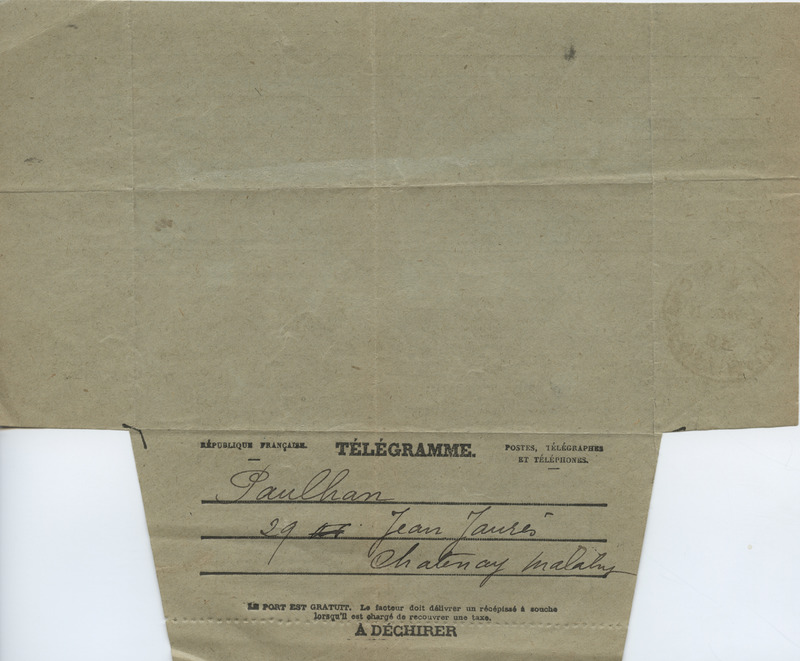 RÉPUBLIQUE FRANÇAISE.
TÉLÉGRAMME.
POSTES, TÉLÉGRAPHES
ET TÉLÉPHONES.
Paulhan
29 Jean Jaurès
Chatenay Malabry
LE PORT EST GRATUIT. Le facteur doit délivrer un récépissé à souche
lorsqu'il est chargé de recouvrer une taxe.
À DÉCHIRER